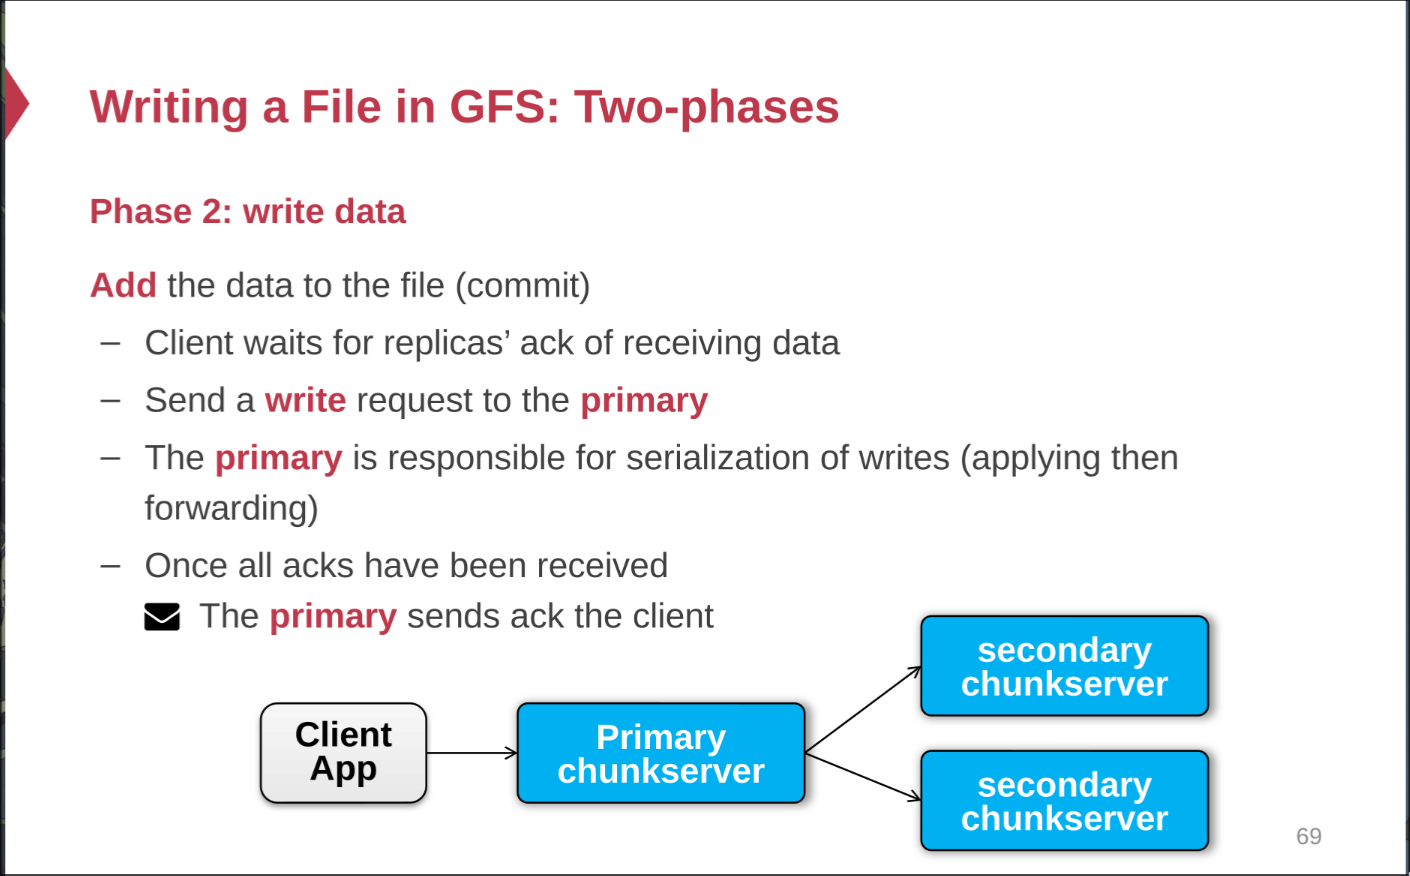 Writing a File in GFS: Two-phases
Phase 2: write data
Add the data to the file (commit)
– Client waits for replicas’ ack of receiving data
– Send a write request to the primary
– The primary is responsible for serialization of writes (applying then
forwarding)
– Once all acks have been received
The primary sends ack the client
Client
App
Primary
chunkserver
secondary
chunkserver
secondary
chunkserver
69